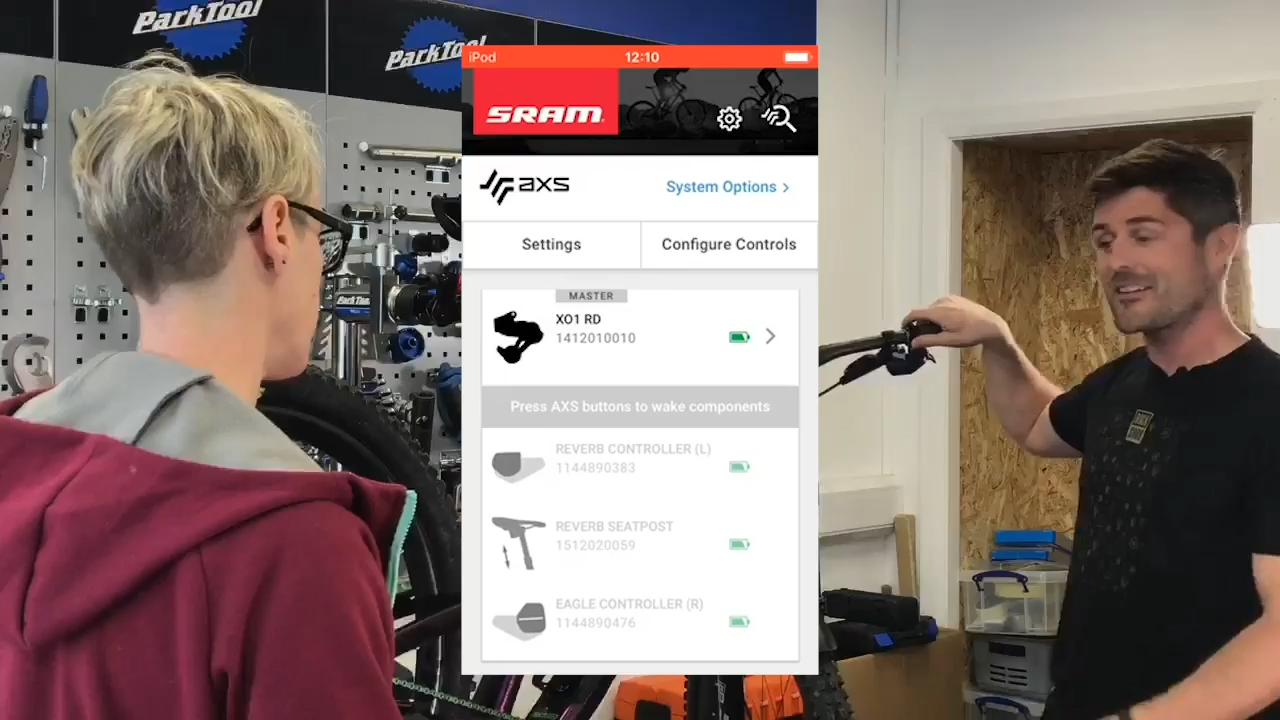 ParkTool
ParkTool
iPod 12:10
SRAM
AXS System Options >
Settings Configure Controls
MASTER
XO1 RD
1412010010
Press AXS buttons to wake components
REVERB CONTROLLER (L)
1144890383
REVERB SEATPOST
1512020059
EAGLE CONTROLLER (R)
1144890476
ParkTool